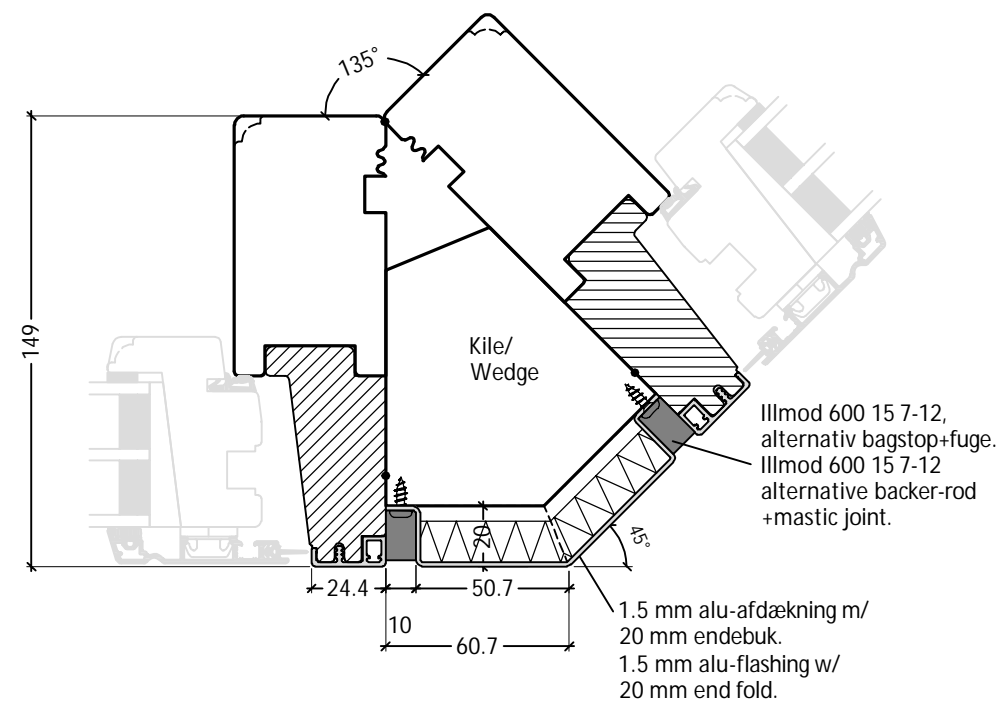 135°
149
Kile/
Wedge
Illmod 600 15 7-12,
alternativ bagstop+fuge.
Illmod 600 15 7-12
alternative backer-rod
+mastic joint.
20
45°
24.4
50.7
10
60.7
1.5 mm alu-afdækning m/
20 mm endebuk.
1.5 mm alu-flashing w/
20 mm end fold.